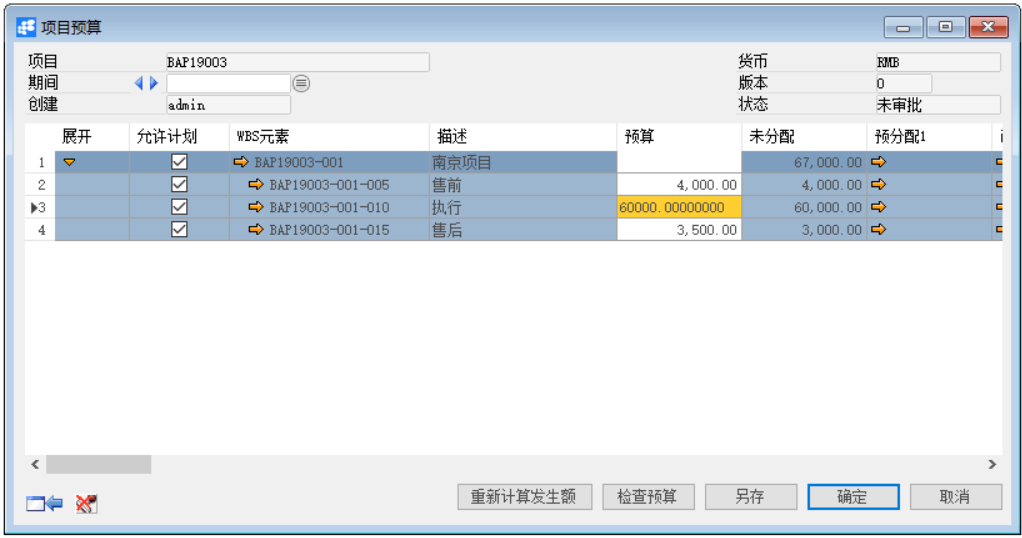 项目预算
项目 BAP19003 货币 RMB
期间 版本 0
创建 admin 状态 未审批
展开 允许计划 WBS元素 描述 预算 未分配 预分配1
1 BAP19003-001 南京项目 67,000.00
2 BAP19003-001-005 售前 4,000.00 4,000.00
3 BAP19003-001-010 执行 60000.00000000 60,000.00
4 BAP19003-001-015 售后 3,500.00 3,000.00
重新计算发生额 检查预算 另存 确定 取消